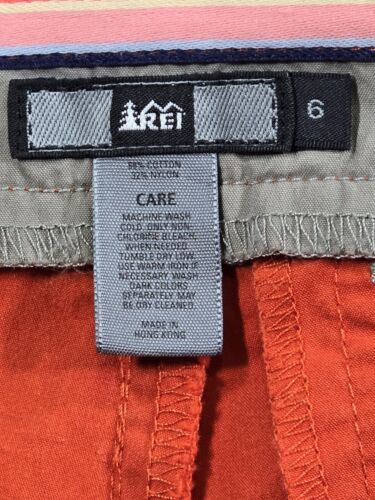 REI
6
% COTTON
32% NYLON
CARE
MACHINE WASH
COLD. ONLY NON-
CHLORINE BLEACH,
WHEN NEEDED.
TUMBLE DRY LOW.
USE WARM IRON IF
NECESSARY. WASH
DARK COLORS
SEPARATELY. MAY
BE DRY CLEANED.
MADE IN
HONG KONG